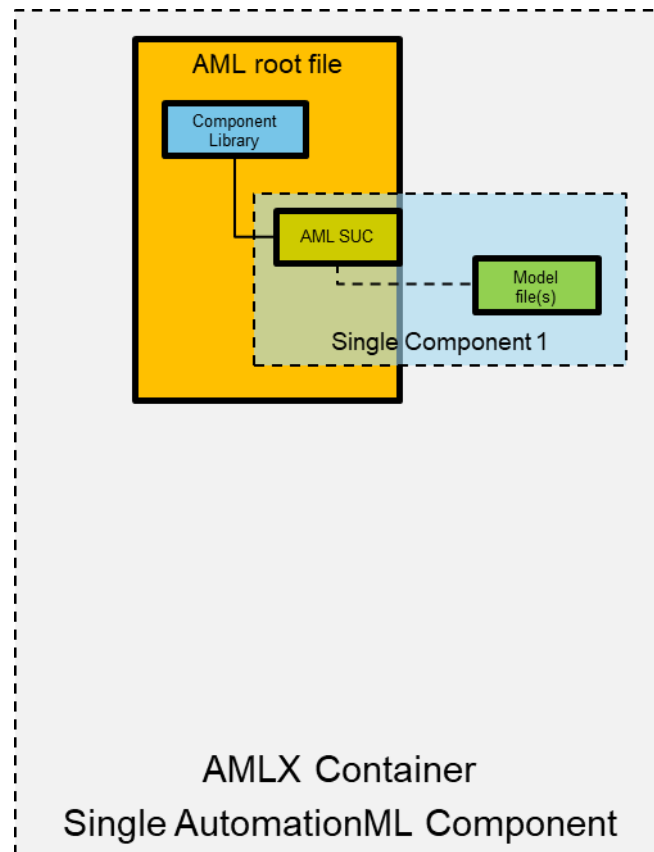 AML root file
Component
Library
AML SUC
Model
file(s)
Single Component 1
AMLX Container
Single AutomationML Component